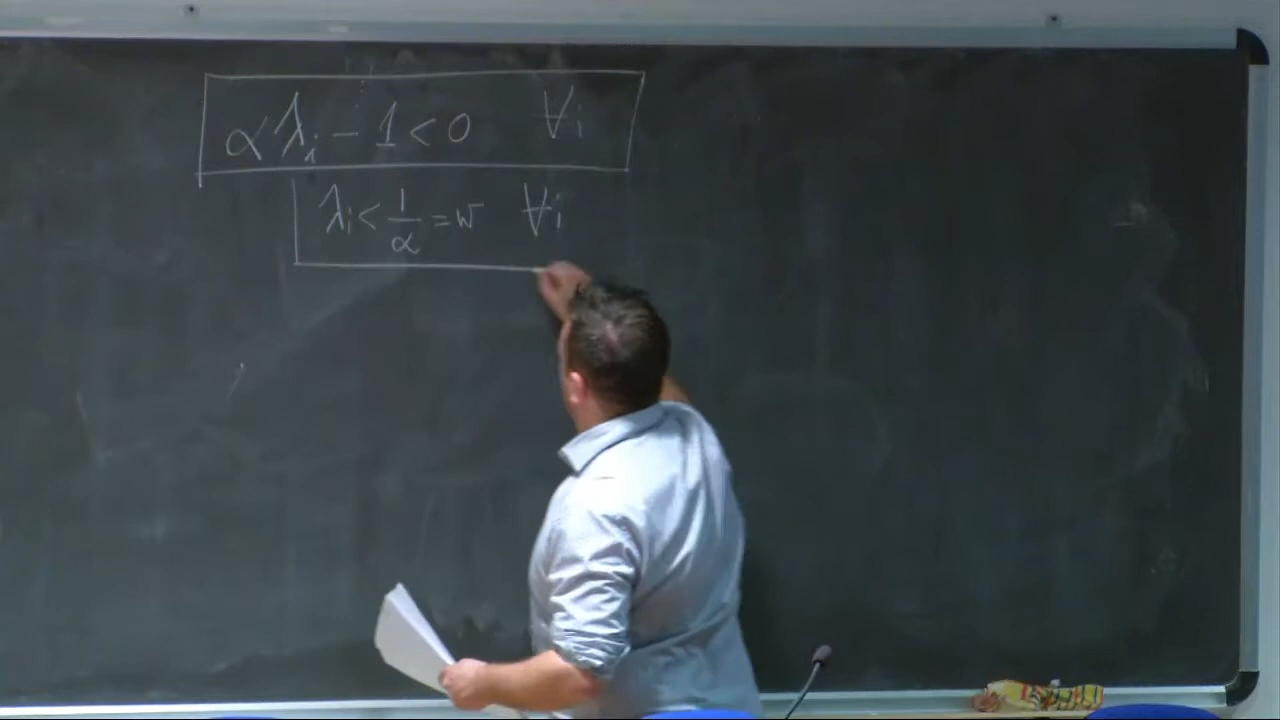 αλi − 1 < 0 ∀i
λi < 1/α = w ∀i